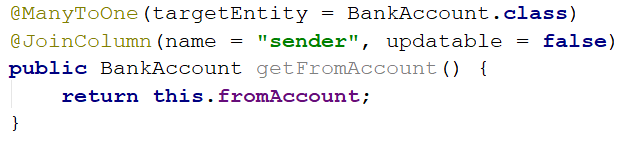 @ManyToOne(targetEntity = BankAccount.class)
@JoinColumn(name = "sender", updatable = false)
public BankAccount getFromAccount() {
    return this.fromAccount;
}